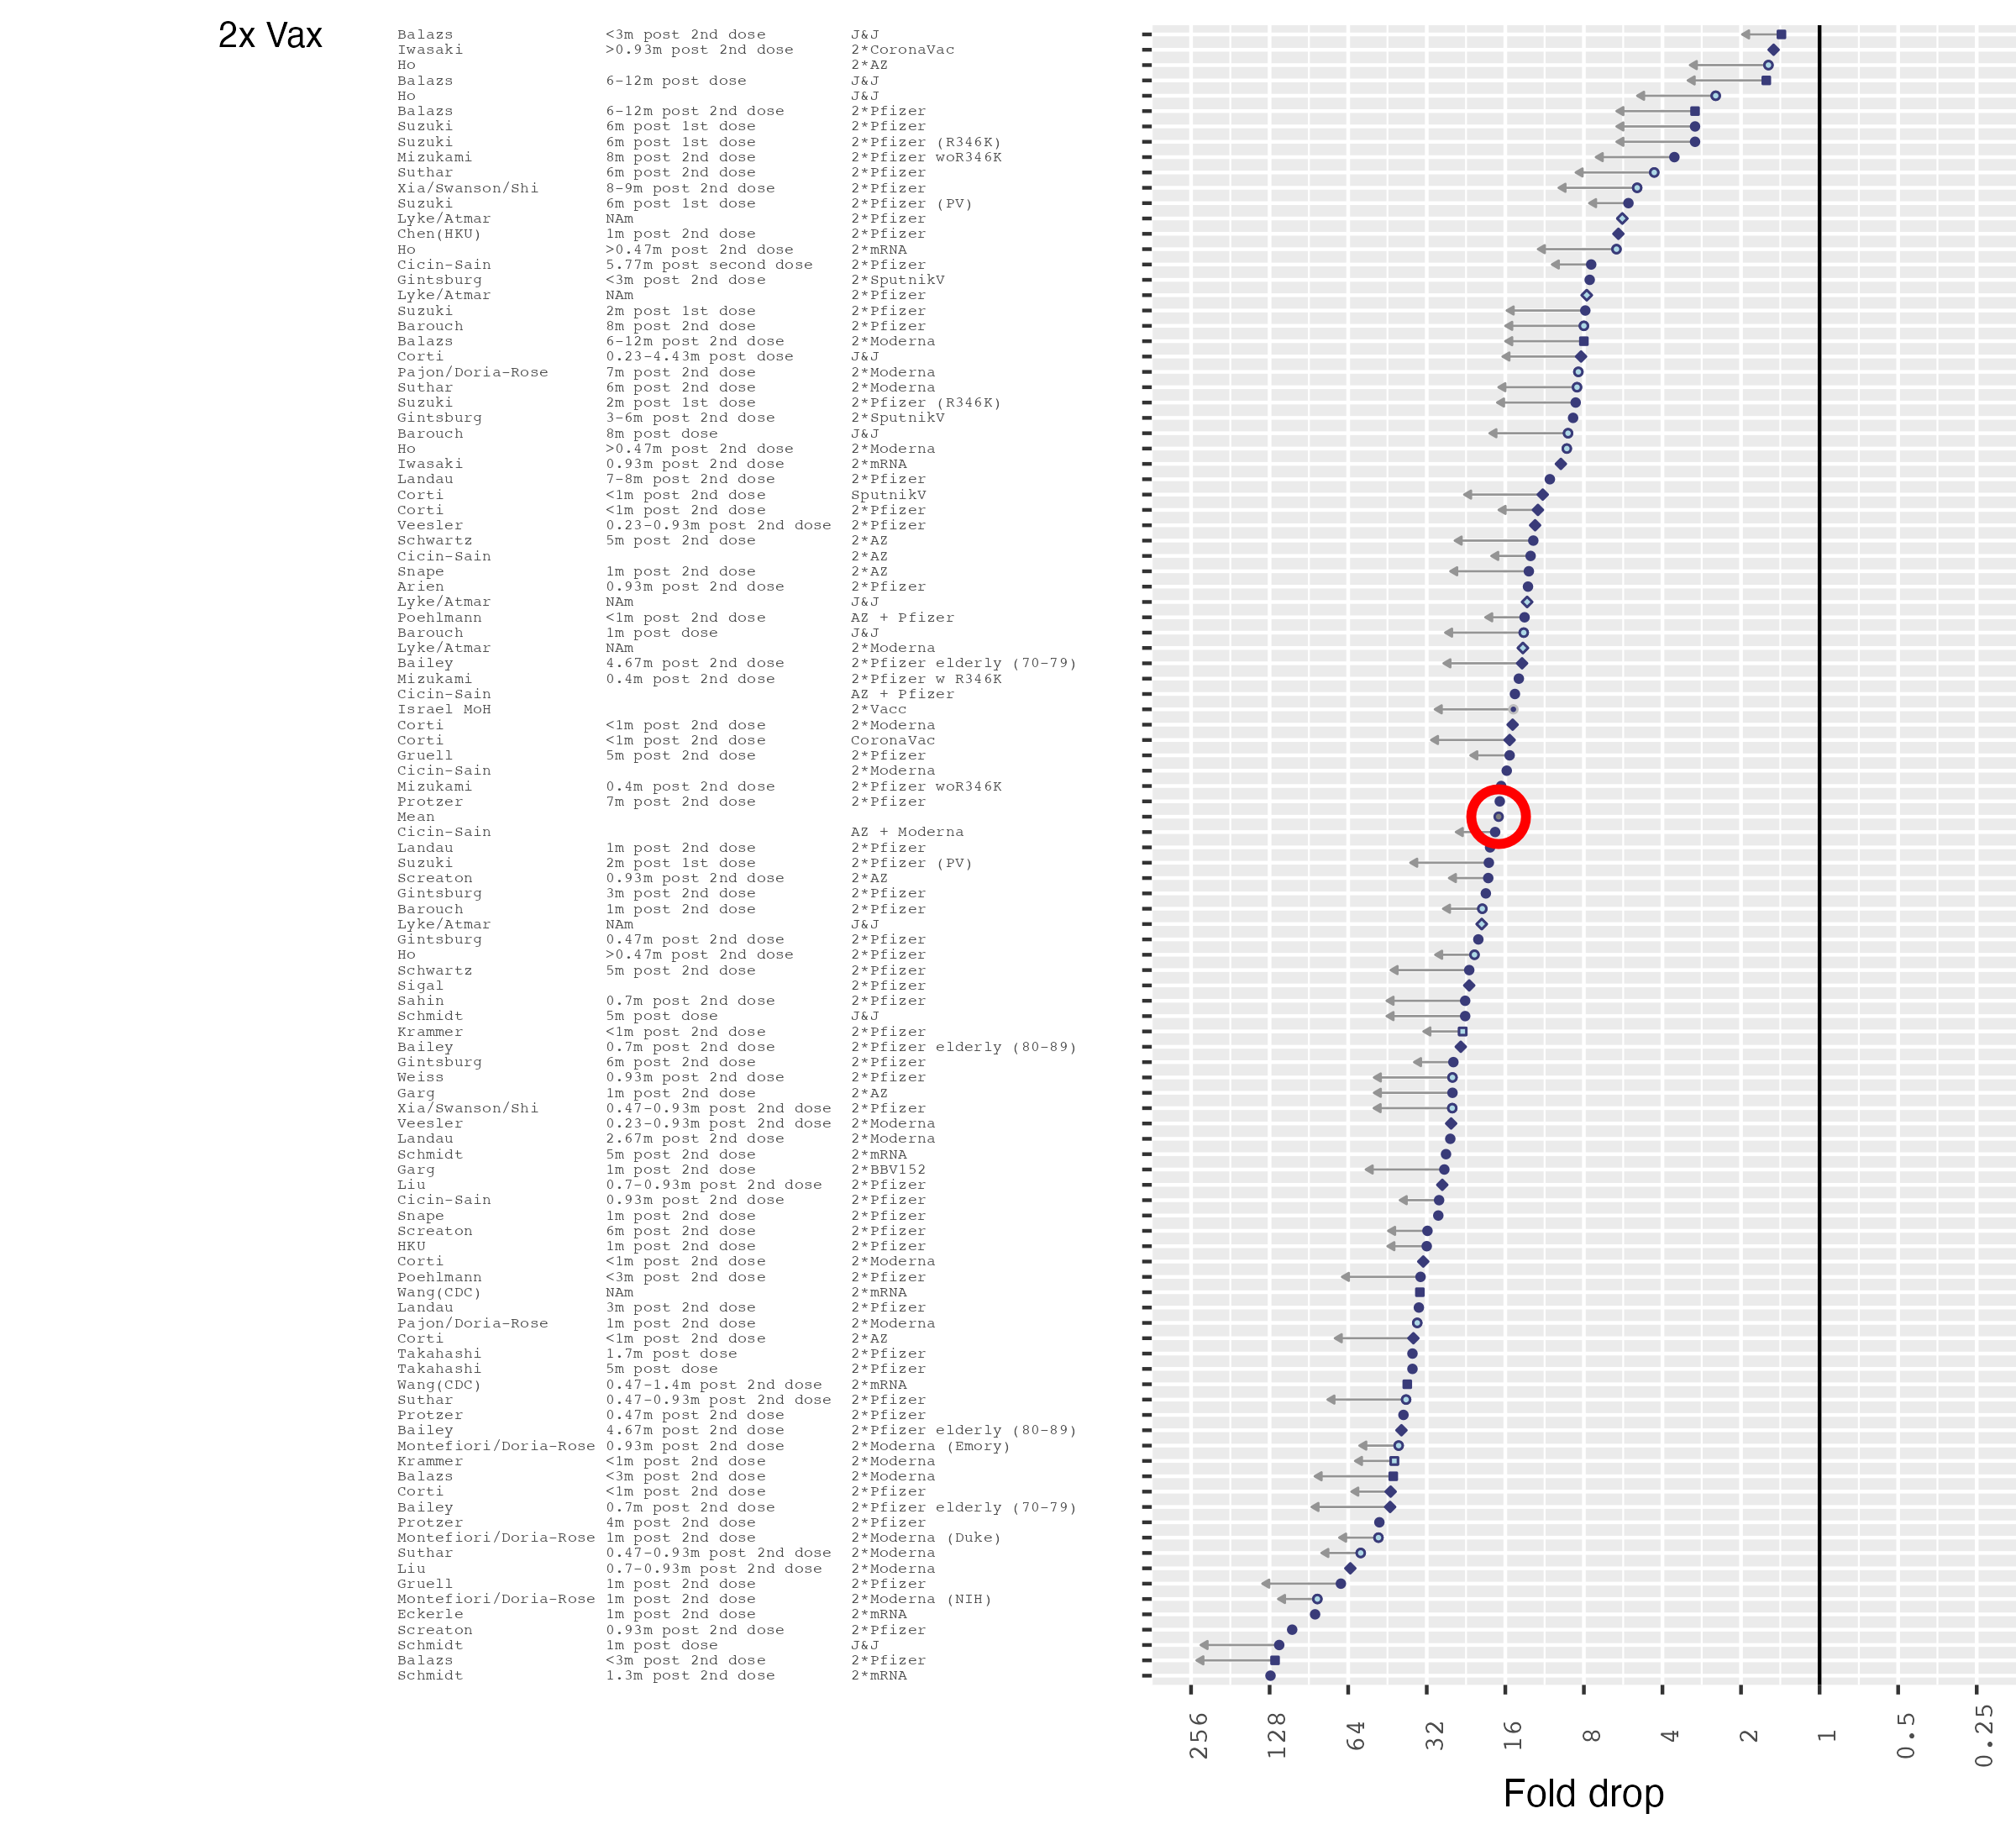 2x Vax
Balazs <3m post 2nd dose J&J
Iwasaki >0.93m post 2nd dose 2*CoronaVac
Ho 2*AZ
Balazs 6-12m post dose J&J
Ho J&J
Balazs 6-12m post 2nd dose 2*Pfizer
Suzuki 6m post 1st dose 2*Pfizer
Suzuki 6m post 1st dose 2*Pfizer (R346K)
Mizukami 8m post 2nd dose 2*Pfizer woR346K
Suthar 6m post 2nd dose 2*Pfizer
Xia/Swanson/Shi 8-9m post 2nd dose 2*Pfizer
Suzuki 6m post 1st dose 2*Pfizer (PV)
Lyke/Atmar NAm 2*Pfizer
Chen(HKU) 1m post 2nd dose 2*Pfizer
Ho >0.47m post 2nd dose 2*mRNA
Cicin-Sain 5.77m post second dose 2*Pfizer
Gintsburg <3m post 2nd dose 2*SputnikV
Lyke/Atmar NAm 2*Pfizer
Suzuki 2m post 1st dose 2*Pfizer
Barouch 8m post 2nd dose 2*Pfizer
Balazs 6-12m post 2nd dose 2*Moderna
Corti 0.23-4.43m post dose J&J
Pajon/Doria-Rose 7m post 2nd dose 2*Moderna
Suthar 6m post 2nd dose 2*Moderna
Suzuki 2m post 1st dose 2*Pfizer (R346K)
Gintsburg 3-6m post 2nd dose 2*SputnikV
Barouch 8m post dose J&J
Ho >0.47m post 2nd dose 2*Moderna
Iwasaki 0.93m post 2nd dose 2*mRNA
Landau 7-8m post 2nd dose 2*Pfizer
Corti <1m post 2nd dose SputnikV
Corti <1m post 2nd dose 2*Pfizer
Veesler 0.23-0.93m post 2nd dose 2*Pfizer
Schwartz 5m post 2nd dose 2*AZ
Cicin-Sain 2*AZ
Snape 1m post 2nd dose 2*AZ
Arien 0.93m post 2nd dose 2*Pfizer
Lyke/Atmar NAm J&J
Poehlmann <1m post 2nd dose AZ + Pfizer
Barouch 1m post dose J&J
Lyke/Atmar NAm 2*Moderna
Bailey 4.67m post 2nd dose 2*Pfizer elderly (70-79)
Mizukami 0.4m post 2nd dose 2*Pfizer w R346K
Cicin-Sain AZ + Pfizer
Israel MoH 2*Vacc
Corti <1m post 2nd dose 2*Moderna
Corti <1m post 2nd dose CoronaVac
Gruell 5m post 2nd dose 2*Pfizer
Cicin-Sain 2*Moderna
Mizukami 0.4m post 2nd dose 2*Pfizer woR346K
Protzer 7m post 2nd dose 2*Pfizer
Mean
Cicin-Sain AZ + Moderna
Landau 1m post 2nd dose 2*Pfizer
Suzuki 2m post 1st dose 2*Pfizer (PV)
Screaton 0.93m post 2nd dose 2*AZ
Gintsburg 3m post 2nd dose 2*Pfizer
Barouch 1m post 2nd dose 2*Pfizer
Lyke/Atmar NAm J&J
Gintsburg 0.47m post 2nd dose 2*Pfizer
Ho >0.47m post 2nd dose 2*Pfizer
Schwartz 5m post 2nd dose 2*Pfizer
Sigal 2*Pfizer
Sahin 0.7m post 2nd dose 2*Pfizer
Schmidt 5m post dose J&J
Krammer <1m post 2nd dose 2*Pfizer
Bailey 0.7m post 2nd dose 2*Pfizer elderly (80-89)
Gintsburg 6m post 2nd dose 2*Pfizer
Weiss 0.93m post 2nd dose 2*Pfizer
Garg 1m post 2nd dose 2*AZ
Xia/Swanson/Shi 0.47-0.93m post 2nd dose 2*Pfizer
Veesler 0.23-0.93m post 2nd dose 2*Moderna
Landau 2.67m post 2nd dose 2*Moderna
Schmidt 5m post 2nd dose 2*mRNA
Garg 1m post 2nd dose 2*BBV152
Liu 0.7-0.93m post 2nd dose 2*Pfizer
Cicin-Sain 0.93m post 2nd dose 2*Pfizer
Snape 1m post 2nd dose 2*Pfizer
Screaton 6m post 2nd dose 2*Pfizer
HKU 1m post 2nd dose 2*Pfizer
Corti <1m post 2nd dose 2*Moderna
Poehlmann <3m post 2nd dose 2*Pfizer
Wang(CDC) NAm 2*mRNA
Landau 3m post 2nd dose 2*Pfizer
Pajon/Doria-Rose 1m post 2nd dose 2*Moderna
Corti <1m post 2nd dose 2*AZ
Takahashi 1.7m post dose 2*Pfizer
Takahashi 5m post dose 2*Pfizer
Wang(CDC) 0.47-1.4m post 2nd dose 2*mRNA
Suthar 0.47-0.93m post 2nd dose 2*Pfizer
Protzer 0.47m post 2nd dose 2*Pfizer
Bailey 4.67m post 2nd dose 2*Pfizer elderly (80-89)
Montefiori/Doria-Rose 0.93m post 2nd dose 2*Moderna (Emory)
Krammer <1m post 2nd dose 2*Moderna
Balazs <3m post 2nd dose 2*Moderna
Corti <1m post 2nd dose 2*Pfizer
Bailey 0.7m post 2nd dose 2*Pfizer elderly (70-79)
Protzer 4m post 2nd dose 2*Pfizer
Montefiori/Doria-Rose 1m post 2nd dose 2*Moderna (Duke)
Suthar 0.47-0.93m post 2nd dose 2*Moderna
Liu 0.7-0.93m post 2nd dose 2*Moderna
Gruell 1m post 2nd dose 2*Pfizer
Montefiori/Doria-Rose 1m post 2nd dose 2*Moderna (NIH)
Eckerle 1m post 2nd dose 2*mRNA
Screaton 0.93m post 2nd dose 2*Pfizer
Schmidt 1m post dose J&J
Balazs <3m post 2nd dose 2*Pfizer
Schmidt 1.3m post 2nd dose 2*mRNA
256 128 64 32 16 8 4 2 1 0.5 0.25
Fold drop